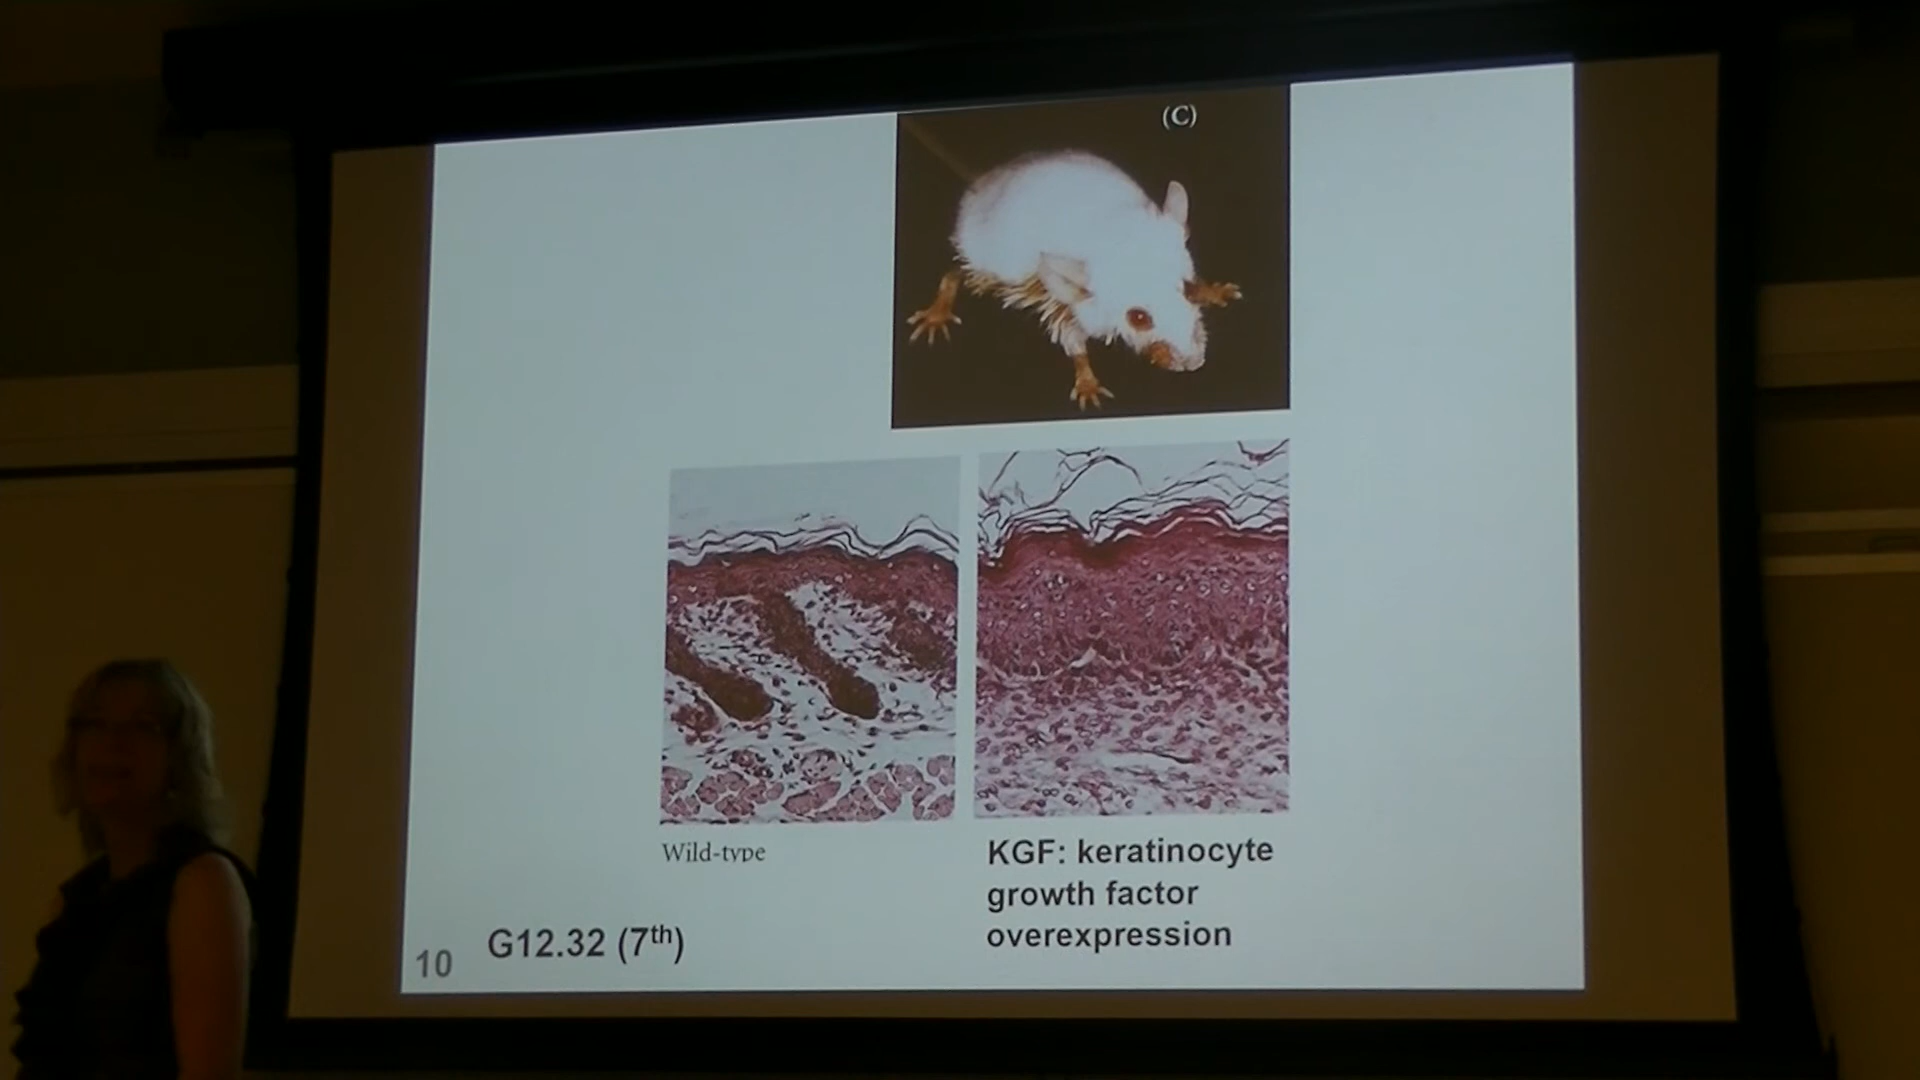 (C)
Wild-type
KGF: keratinocyte
growth factor
overexpression
G12.32 (7th)
10